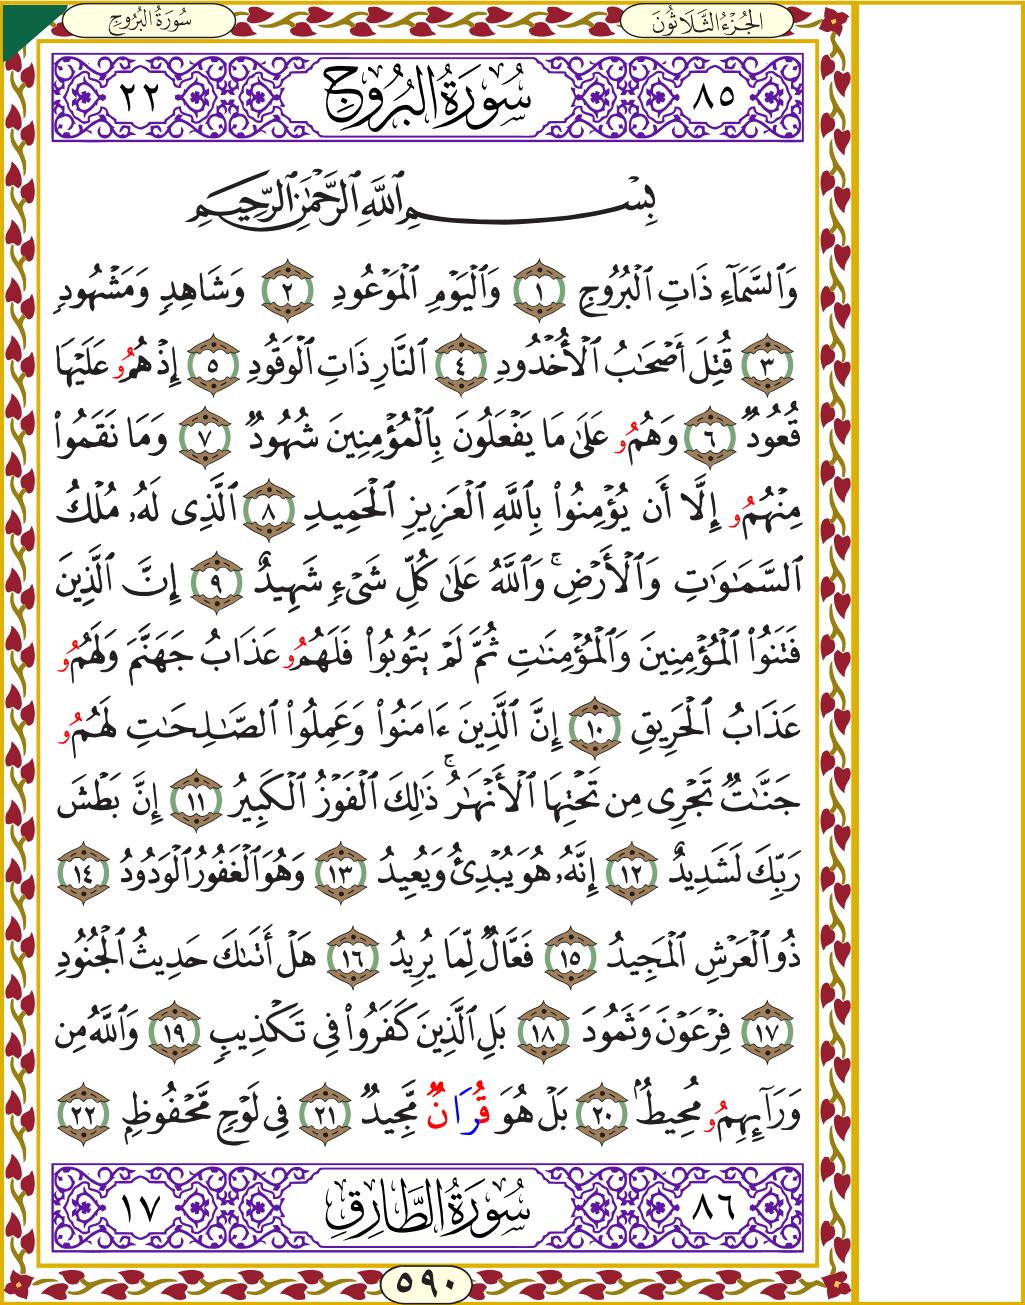 الجُزْءُ الثَّلَاثُونَ سُورَةُ البُرُوجِ
٨٥ سُورَةُ البُرُوجِ ٢٢
بِسْمِ ٱللَّهِ ٱلرَّحْمَٰنِ ٱلرَّحِيمِ
وَٱلسَّمَآءِ ذَاتِ ٱلْبُرُوجِ ١ وَٱلْيَوْمِ ٱلْمَوْعُودِ ٢ وَشَاهِدٖ وَمَشْهُودٖ
٣ قُتِلَ أَصْحَٰبُ ٱلْأُخْدُودِ ٤ ٱلنَّارِ ذَاتِ ٱلْوَقُودِ ٥ إِذْ هُمُو عَلَيْهَا
قُعُودٞ ٦ وَهُمُو عَلَىٰ مَا يَفْعَلُونَ بِٱلْمُؤْمِنِينَ شُهُودٞ ٧ وَمَا نَقَمُوا۟
مِنْهُمُو إِلَّا أَن يُؤْمِنُوا۟ بِٱللَّهِ ٱلْعَزِيزِ ٱلْحَمِيدِ ٨ ٱلَّذِى لَهُۥ مُلْكُ
ٱلسَّمَٰوَٰتِ وَٱلْأَرْضِۚ وَٱللَّهُ عَلَىٰ كُلِّ شَىْءٖ شَهِيدٌ ٩ إِنَّ ٱلَّذِينَ
فَتَنُوا۟ ٱلْمُؤْمِنِينَ وَٱلْمُؤْمِنَٰتِ ثُمَّ لَمْ يَتُوبُوا۟ فَلَهُمُو عَذَابُ جَهَنَّمَ وَلَهُمُو
عَذَابُ ٱلْحَرِيقِ ١٠ إِنَّ ٱلَّذِينَ ءَامَنُوا۟ وَعَمِلُوا۟ ٱلصَّٰلِحَٰتِ لَهُمُو
جَنَّٰتٞ تَجْرِى مِن تَحْتِهَا ٱلْأَنْهَٰرُۚ ذَٰلِكَ ٱلْفَوْزُ ٱلْكَبِيرُ ١١ إِنَّ بَطْشَ
رَبِّكَ لَشَدِيدٌ ١٢ إِنَّهُۥ هُوَ يُبْدِئُ وَيُعِيدُ ١٣ وَهُوَ ٱلْغَفُورُ ٱلْوَدُودُ ١٤
ذُو ٱلْعَرْشِ ٱلْمَجِيدُ ١٥ فَعَّالٞ لِّمَا يُرِيدُ ١٦ هَلْ أَتَىٰكَ حَدِيثُ ٱلْجُنُودِ
١٧ فِرْعَوْنَ وَثَمُودَ ١٨ بَلِ ٱلَّذِينَ كَفَرُوا۟ فِى تَكْذِيبٖ ١٩ وَٱللَّهُ مِن
وَرَآئِهِمُو مُحِيطٌۢ ٢٠ بَلْ هُوَ قُرَانٞ مَّجِيدٞ ٢١ فِى لَوْحٖ مَّحْفُوظِۭ ٢٢
٨٦ سُورَةُ الطَّارِقِ ١٧
٥٩٠